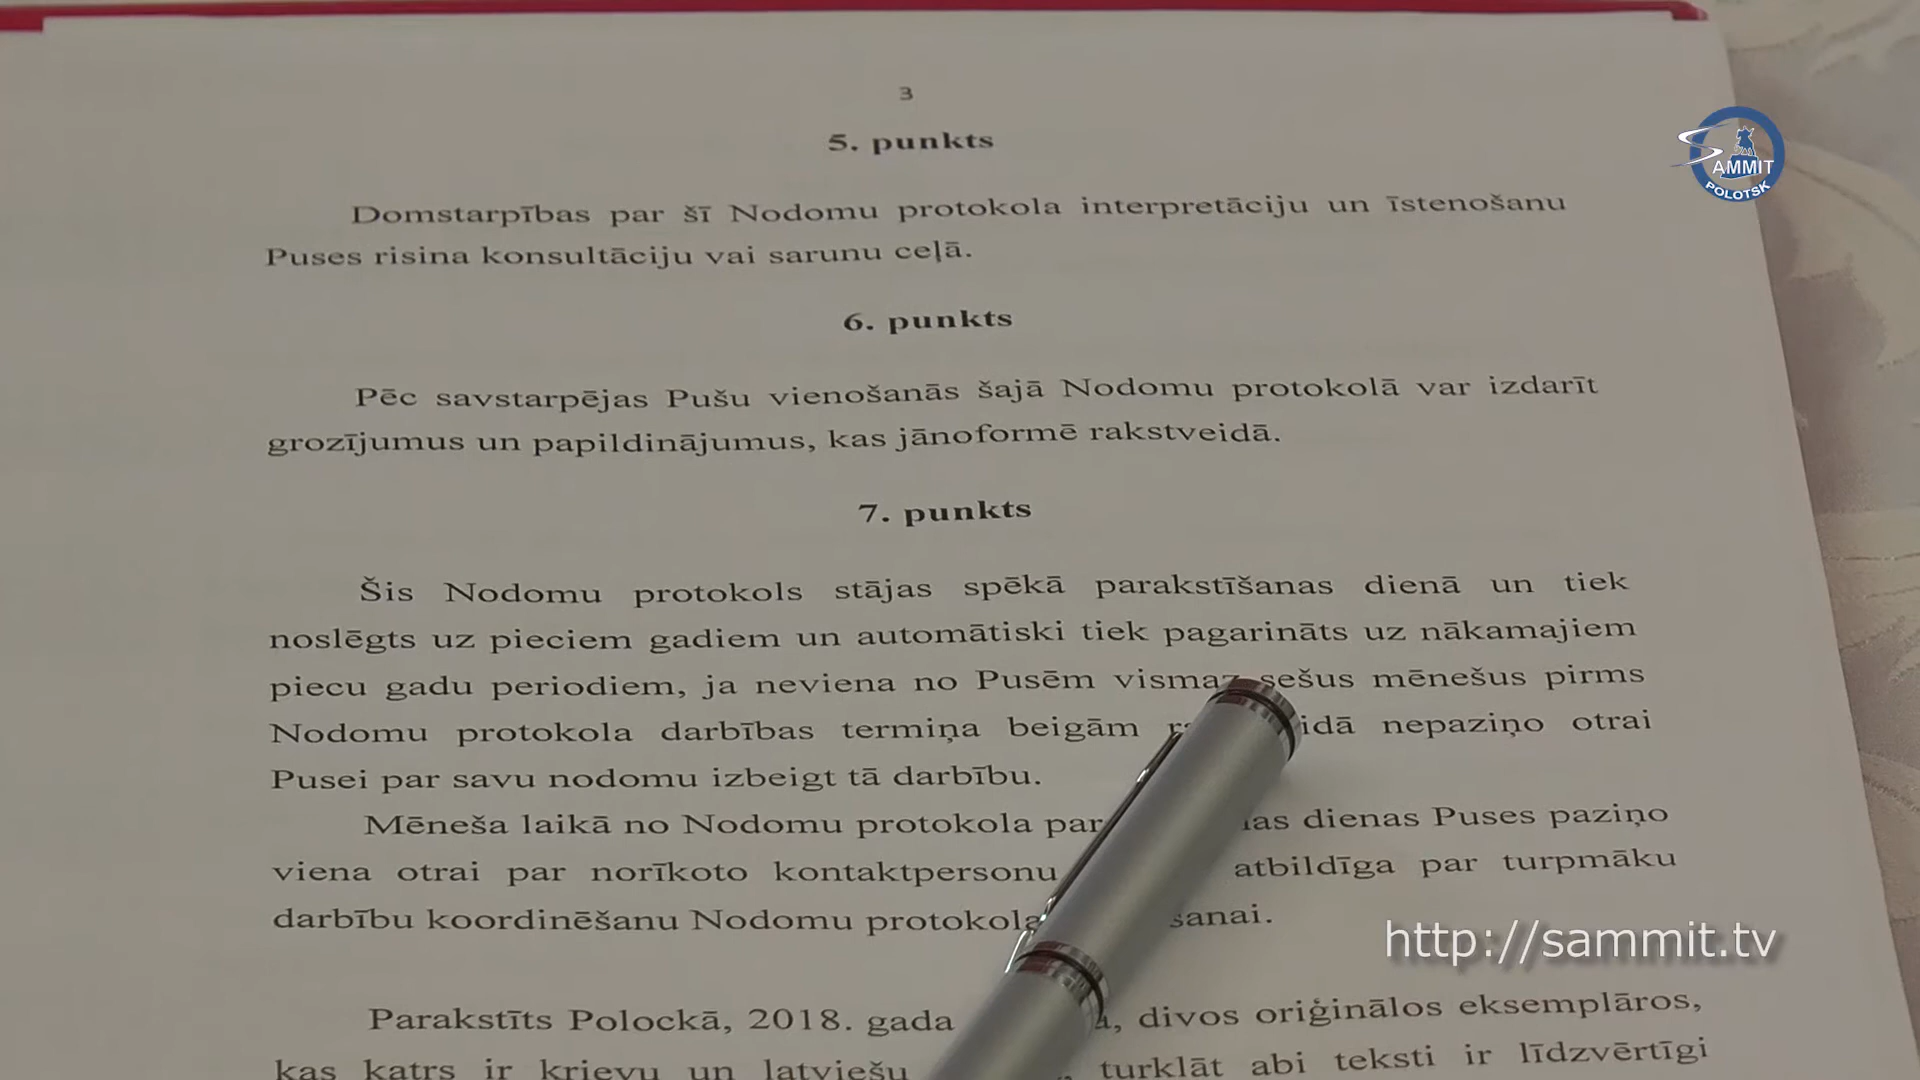 3
5. punkts
Domstarpības par šī Nodomu protokola interpretāciju un īstenošanu
Puses risina konsultāciju vai sarunu ceļā.
6. punkts
Pēc savstarpējas Pušu vienošanās šajā Nodomu protokolā var izdarīt
grozījumus un papildinājumus, kas jānoformē rakstveidā.
7. punkts
Šis Nodomu protokols stājas spēkā parakstīšanas dienā un tiek
noslēgts uz pieciem gadiem un automātiski tiek pagarināts uz nākamajiem
piecu gadu periodiem, ja neviena no Pusēm vismaz sešus mēnešus pirms
Nodomu protokola darbības termiņa beigām nepaziņo otrai
Pusei par savu nodomu izbeigt tā darbību.
Mēneša laikā no Nodomu protokola dienas Puses paziņo
viena otrai par norīkoto kontaktpersonu atbildīga par turpmāku
darbību koordinēšanu Nodomu protokola
Parakstīts Polockā, 2018. gada divos oriģinālos eksemplāros,
kas katrs ir krievu un latviešu turklāt abi teksti ir līdzvērtīgi
SAMMIT
POLOTSK
http://sammit.tv